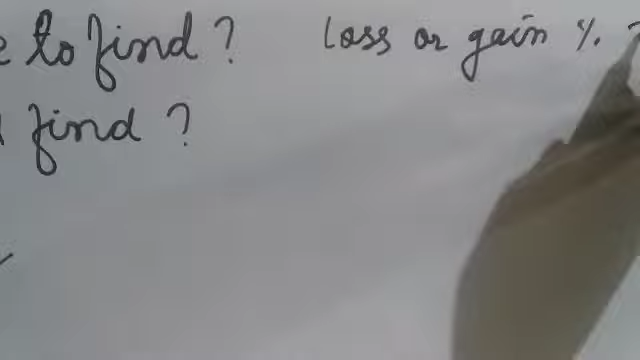 to find? loss or gain %.
find?